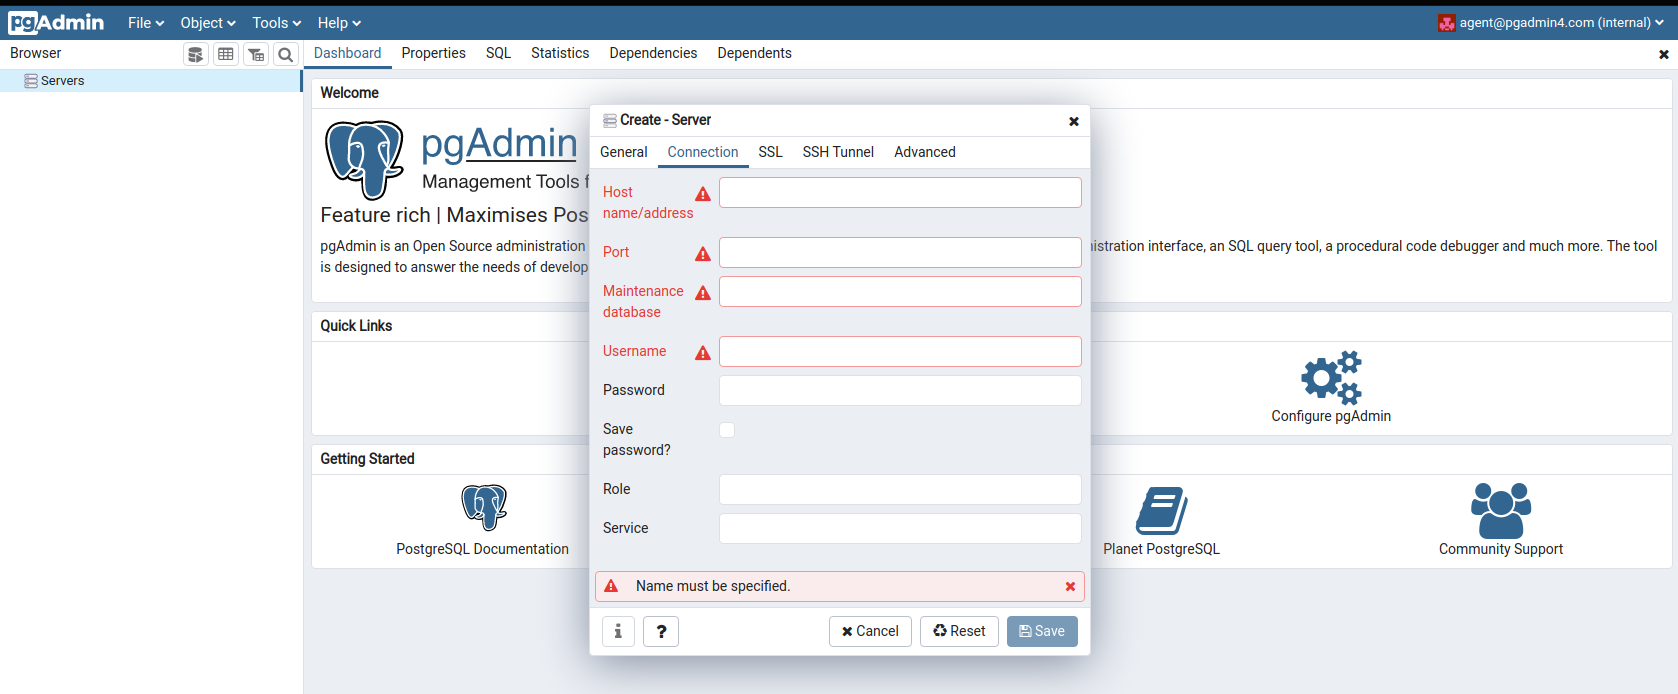 pgAdmin File Object Tools Help agent@pgadmin4.com (internal)
Browser
Dashboard Properties SQL Statistics Dependencies Dependents
Servers
Welcome
pgAdmin
Management Tools f
Feature rich | Maximises Pos
pgAdmin is an Open Source administration
istration interface, an SQL query tool, a procedural code debugger and much more. The tool
is designed to answer the needs of develop
Quick Links
Configure pgAdmin
Getting Started
PostgreSQL Documentation
Planet PostgreSQL
Community Support
Create - Server
General Connection SSL SSH Tunnel Advanced
Host
name/address
Port
Maintenance
database
Username
Password
Save
password?
Role
Service
Name must be specified.
i ? Cancel Reset Save